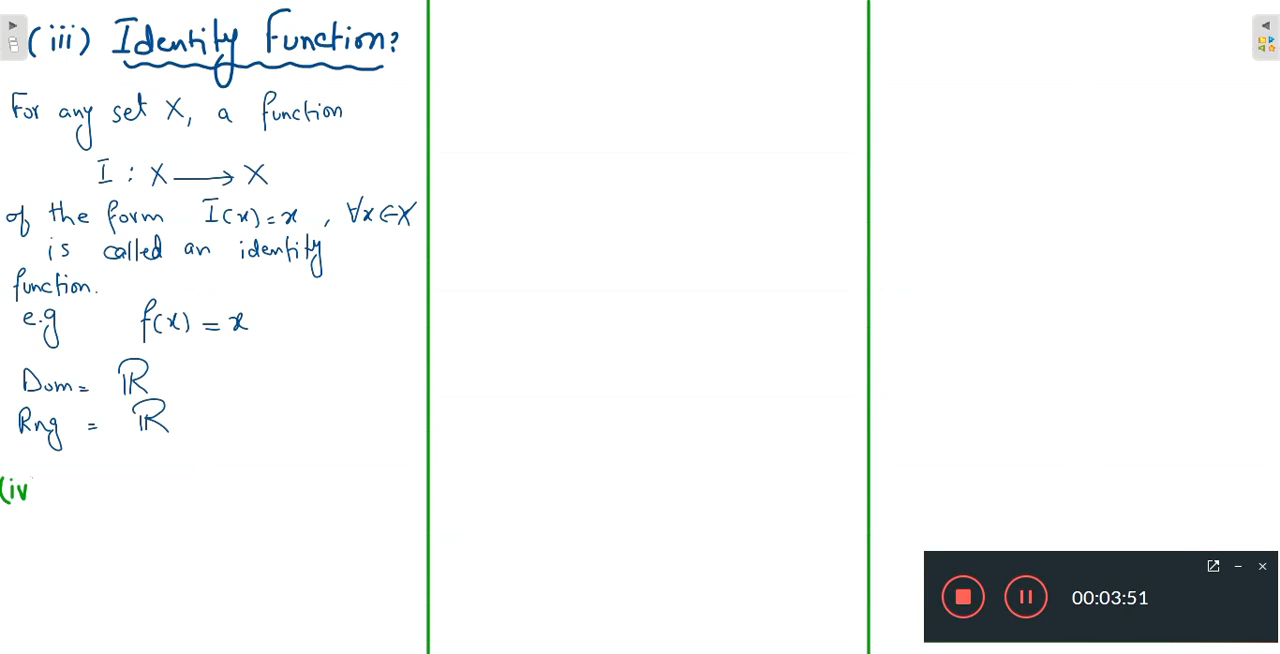 (iii) Identity Function:
For any set X, a function
I : X ⟶ X
of the form I(x) = x , ∀x ∈ X
is called an identity
function.
e.g f(x) = x
Dom = ℝ
Rng = ℝ
(iv
00:03:51